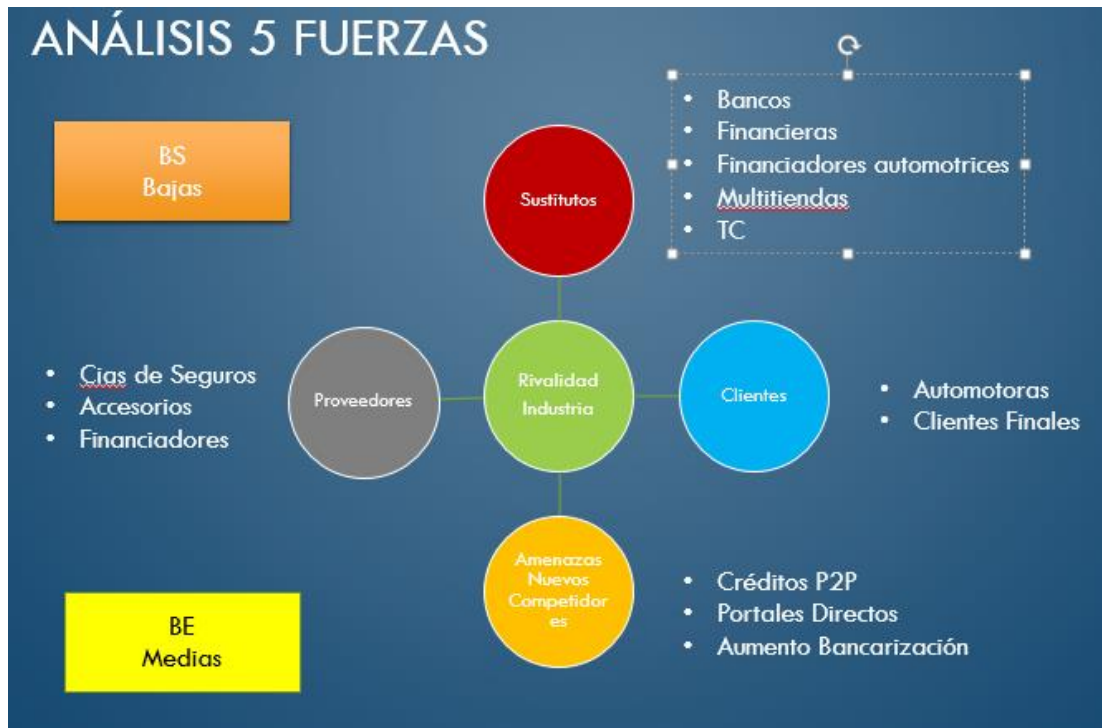 ANÁLISIS 5 FUERZAS
BS
Bajas
• Bancos
• Financieras
• Financiadores automotrices
• Multitiendas
• TC
Sustitutos
• Cias de Seguros
• Accesorios
• Financiadores
Proveedores
Rivalidad
Industria
Clientes
• Automotoras
• Clientes Finales
Amenazas
Nuevos
Competidor
es
• Créditos P2P
• Portales Directos
• Aumento Bancarización
BE
Medias